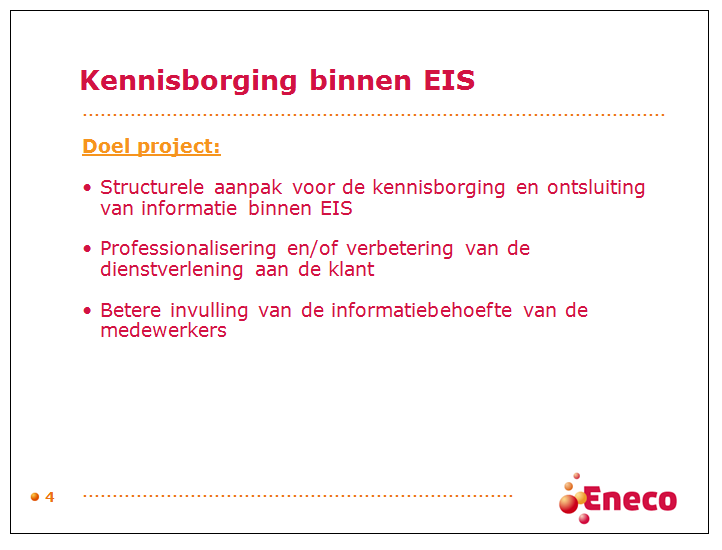 Kennisborging binnen EIS
Doel project:
• Structurele aanpak voor de kennisborging en ontsluiting
van informatie binnen EIS
• Professionalisering en/of verbetering van de
dienstverlening aan de klant
• Betere invulling van de informatiebehoefte van de
medewerkers
4
Eneco